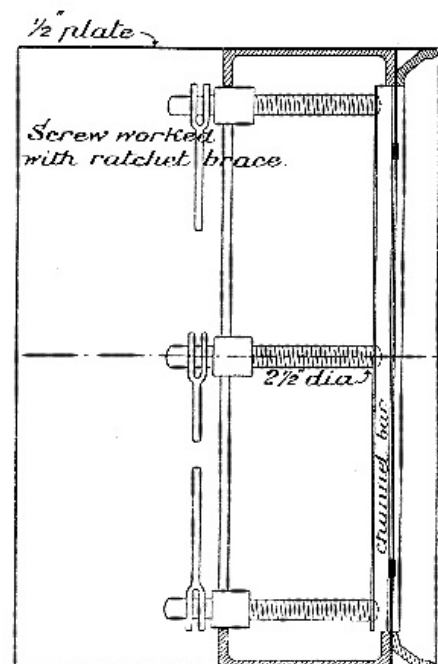 ½" plate
Screw worked
with ratchet brace.
2½" dia
channel bar